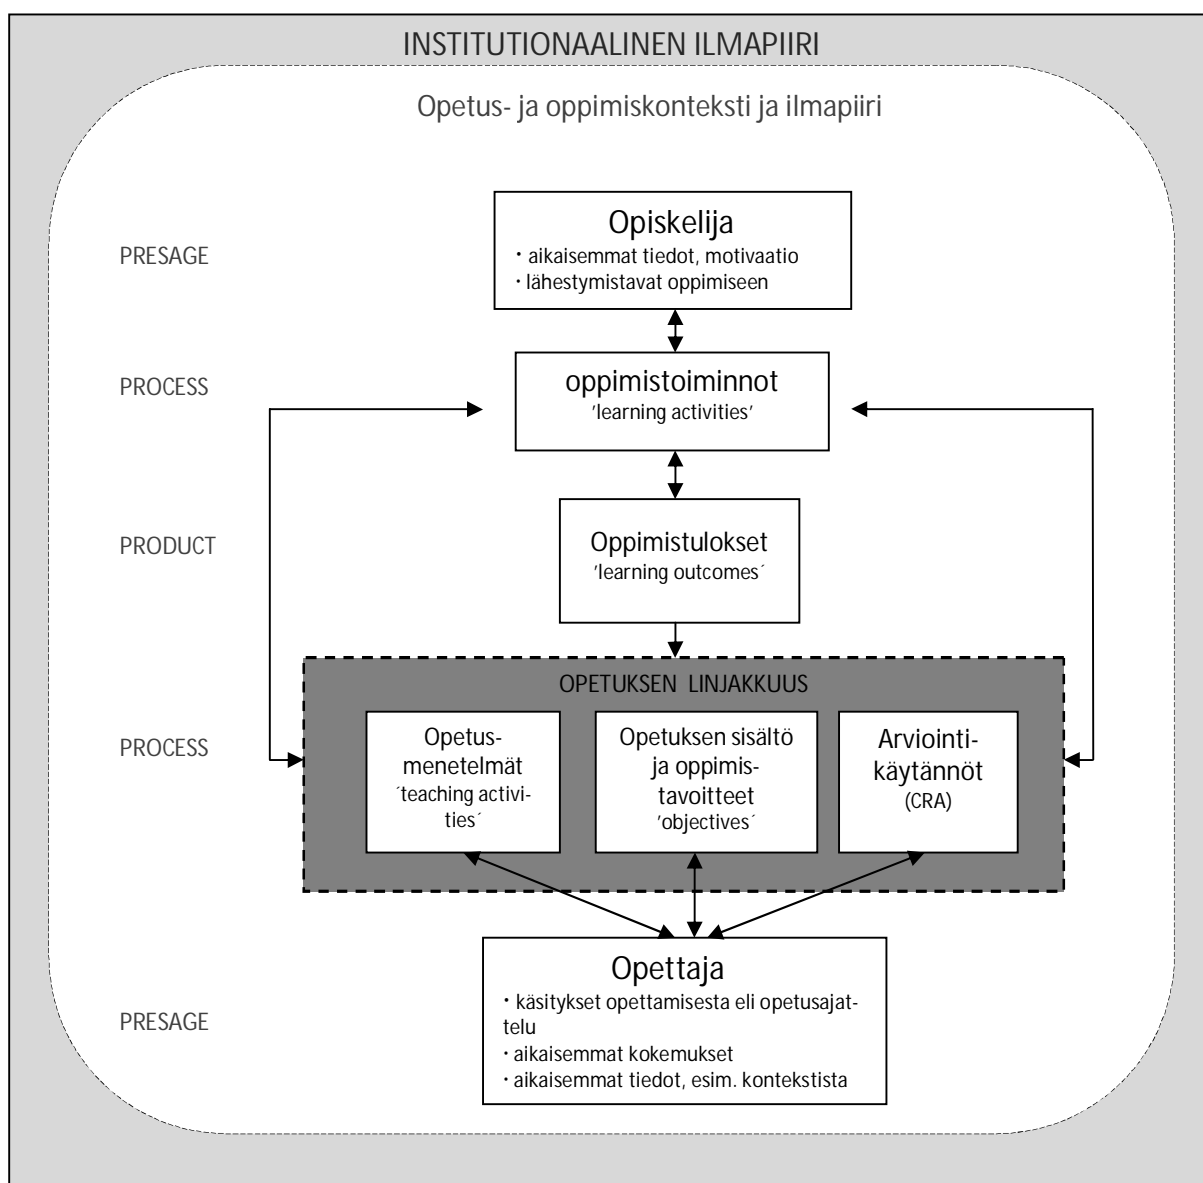 INSTITUTIONAALINEN ILMAPIIRI
Opetus- ja oppimiskonteksti ja ilmapiiri
PRESAGE
Opiskelija
· aikaisemmat tiedot, motivaatio
· lähestymistavat oppimiseen
PROCESS
oppimistoiminnot
’learning activities’
PRODUCT
Oppimistulokset
’learning outcomes´
OPETUKSEN LINJAKKUUS
PROCESS
Opetus-
menetelmät
´teaching activi-
ties´
Opetuksen sisältö
ja oppimis-
tavoitteet
’objectives´
Arviointi-
käytännöt
(CRA)
PRESAGE
Opettaja
· käsitykset opettamisesta eli opetusajat-
telu
· aikaisemmat kokemukset
· aikaisemmat tiedot, esim. kontekstista